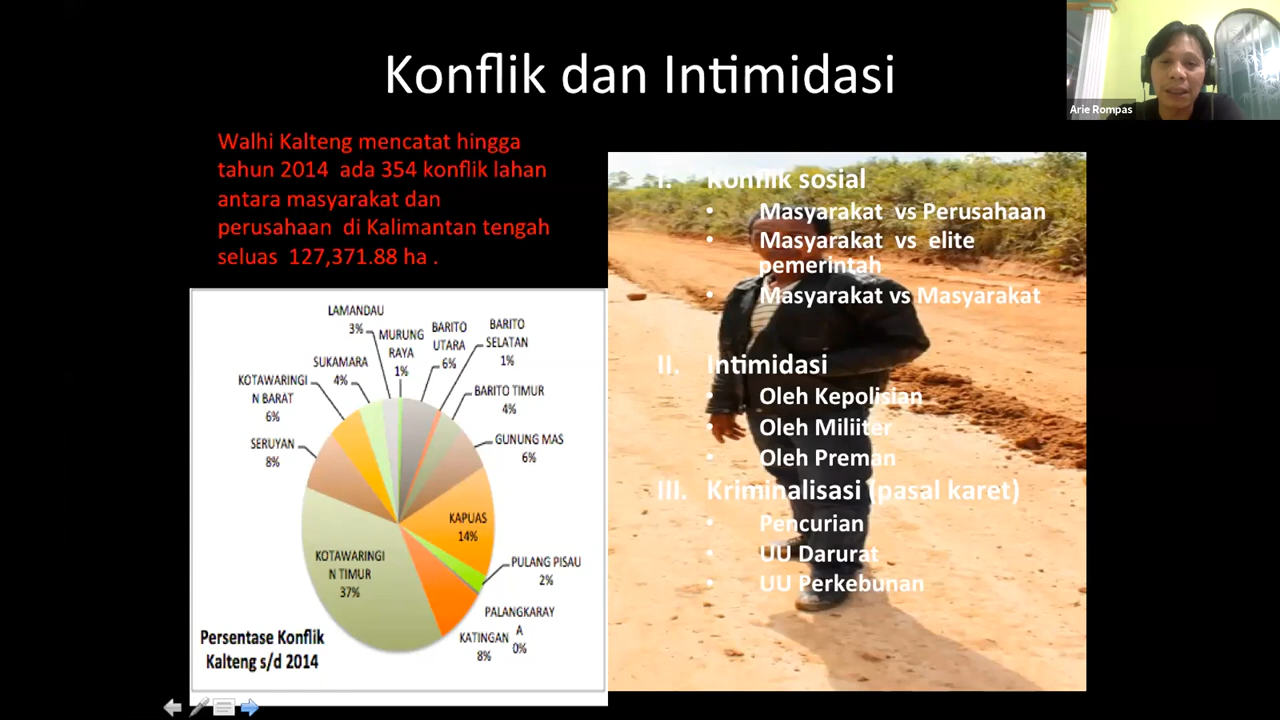 Konflik dan Intimidasi
Arie Rompas
Walhi Kalteng mencatat hingga
tahun 2014 ada 354 konflik lahan
antara masyarakat dan
perusahaan di Kalimantan tengah
seluas 127,371.88 ha .
LAMANDAU
3%
MURUNG
RAYA
1%
BARITO
UTARA
6%
BARITO
SELATAN
1%
SUKAMARA
4%
BARITO TIMUR
4%
KOTAWARINGI
N BARAT
6%
GUNUNG MAS
6%
SERUYAN
8%
KAPUAS
14%
KOTAWARINGI
N TIMUR
37%
PULANG PISAU
2%
PALANGKARAY
A
0%
KATINGAN
8%
Persentase Konflik
Kalteng s/d 2014
I. Konflik sosial
• Masyarakat vs Perusahaan
• Masyarakat vs elite
pemerintah
• Masyarakat vs Masyarakat
II. Intimidasi
• Oleh Kepolisian
• Oleh Miliiter
• Oleh Preman
III. Kriminalisasi (pasal karet)
• Pencurian
• UU Darurat
• UU Perkebunan